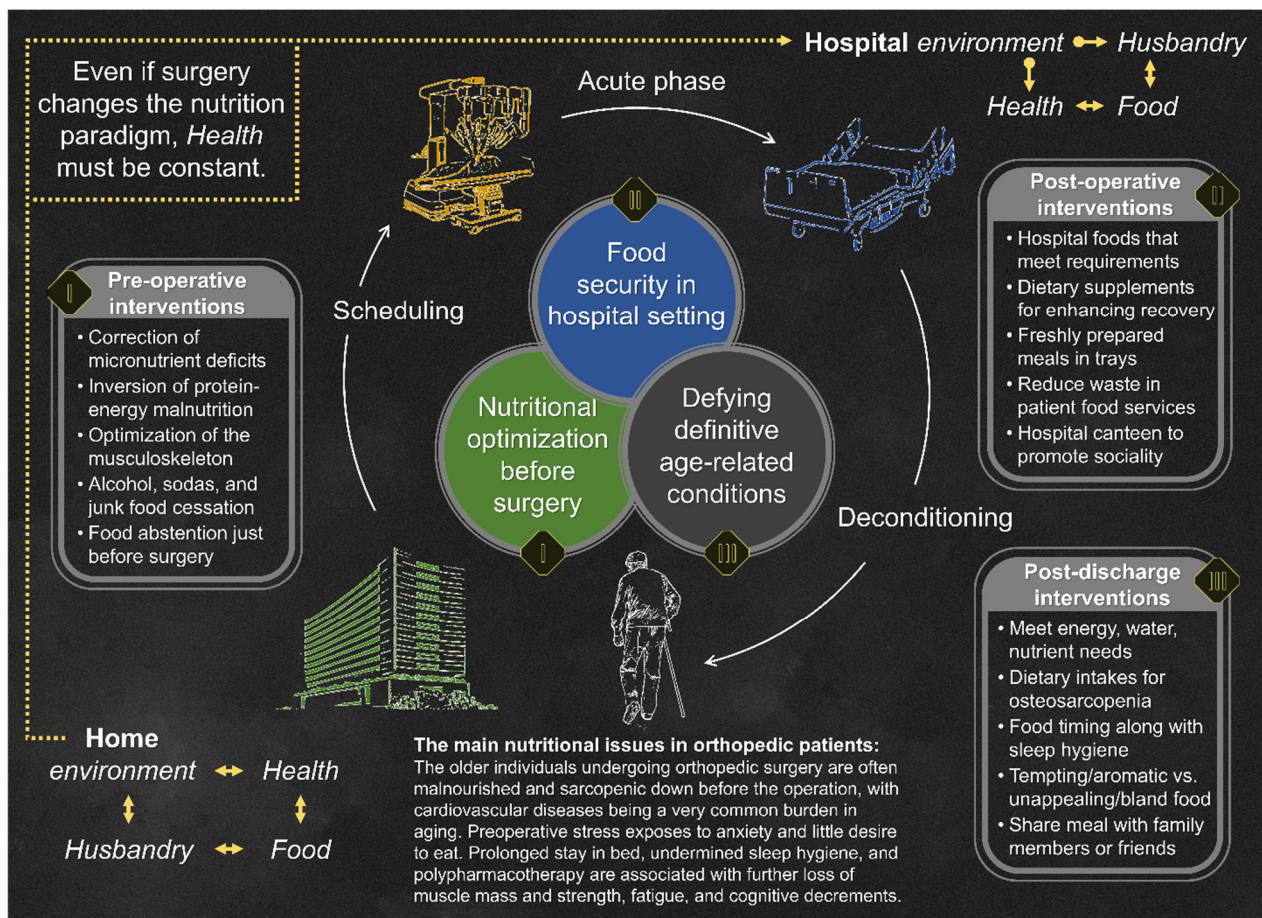 Even if surgery
changes the nutrition
paradigm, Health
must be constant.
Hospital environment Husbandry
Health Food
Acute phase
Scheduling
Deconditioning
II
Food
security in
hospital setting
Nutritional
optimization
before
surgery
I
Defying
definitive
age-related
conditions
III
I
Pre-operative
interventions
• Correction of
micronutrient deficits
• Inversion of protein-
energy malnutrition
• Optimization of the
musculoskeleton
• Alcohol, sodas, and
junk food cessation
• Food abstention just
before surgery
Post-operative
interventions
II
• Hospital foods that
meet requirements
• Dietary supplements
for enhancing recovery
• Freshly prepared
meals in trays
• Reduce waste in
patient food services
• Hospital canteen to
promote sociality
Post-discharge
interventions
III
• Meet energy, water,
nutrient needs
• Dietary intakes for
osteosarcopenia
• Food timing along with
sleep hygiene
• Tempting/aromatic vs.
unappealing/bland food
• Share meal with family
members or friends
Home
environment Health
Husbandry Food
The main nutritional issues in orthopedic patients:
The older individuals undergoing orthopedic surgery are often
malnourished and sarcopenic down before the operation, with
cardiovascular diseases being a very common burden in
aging. Preoperative stress exposes to anxiety and little desire
to eat. Prolonged stay in bed, undermined sleep hygiene, and
polypharmacotherapy are associated with further loss of
muscle mass and strength, fatigue, and cognitive decrements.